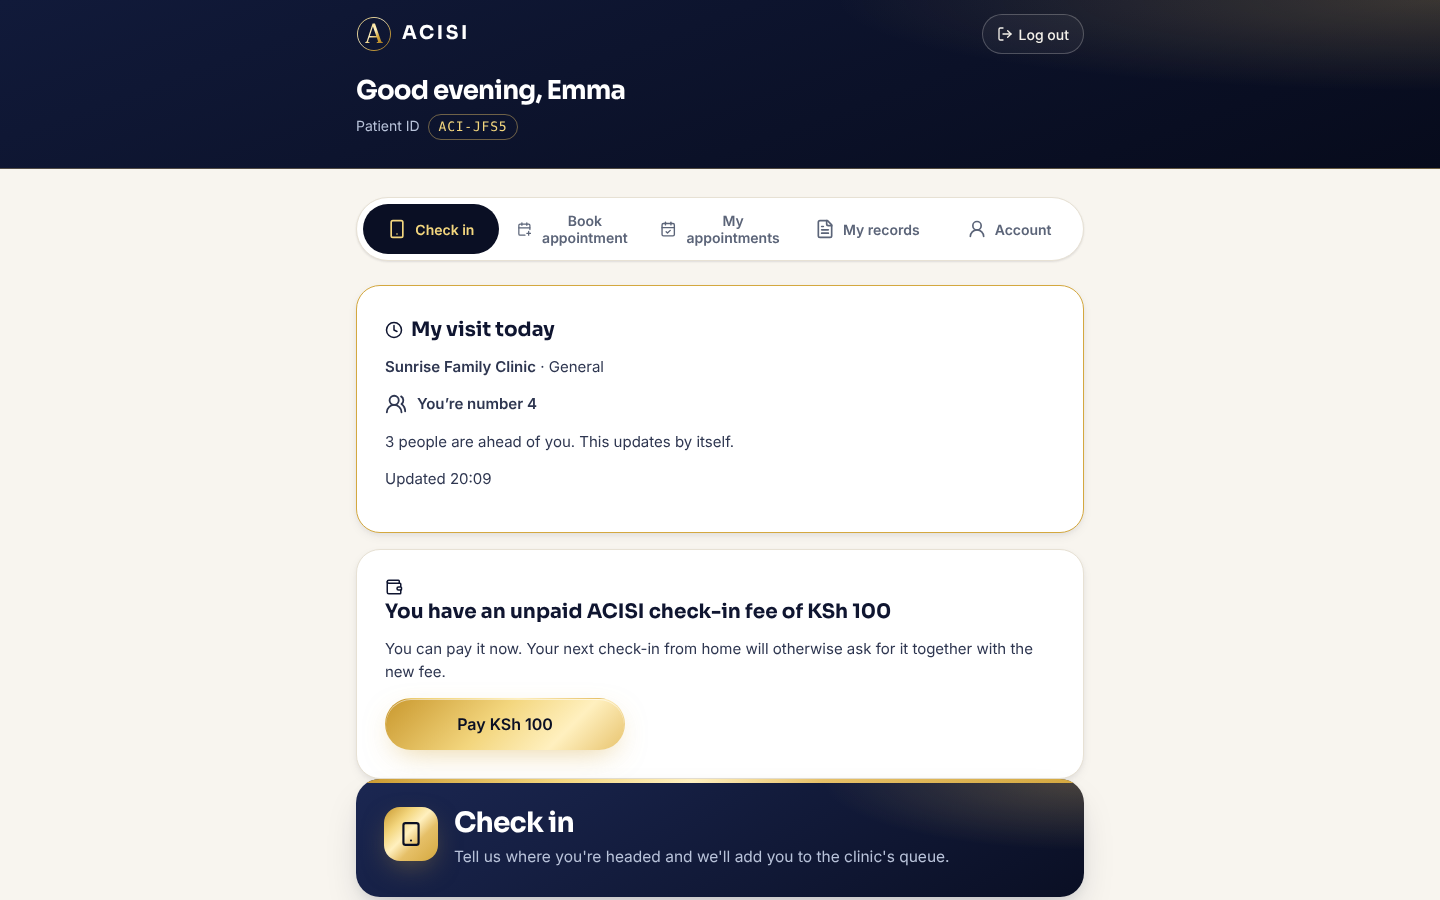 A ACISI
Log out
Good evening, Emma
Patient ID ACI-JFS5
Check in
Book
appointment
My
appointments
My records
Account
My visit today
Sunrise Family Clinic · General
You’re number 4
3 people are ahead of you. This updates by itself.
Updated 20:09
You have an unpaid ACISI check-in fee of KSh 100
You can pay it now. Your next check-in from home will otherwise ask for it together with the
new fee.
Pay KSh 100
Check in
Tell us where you're headed and we'll add you to the clinic's queue.